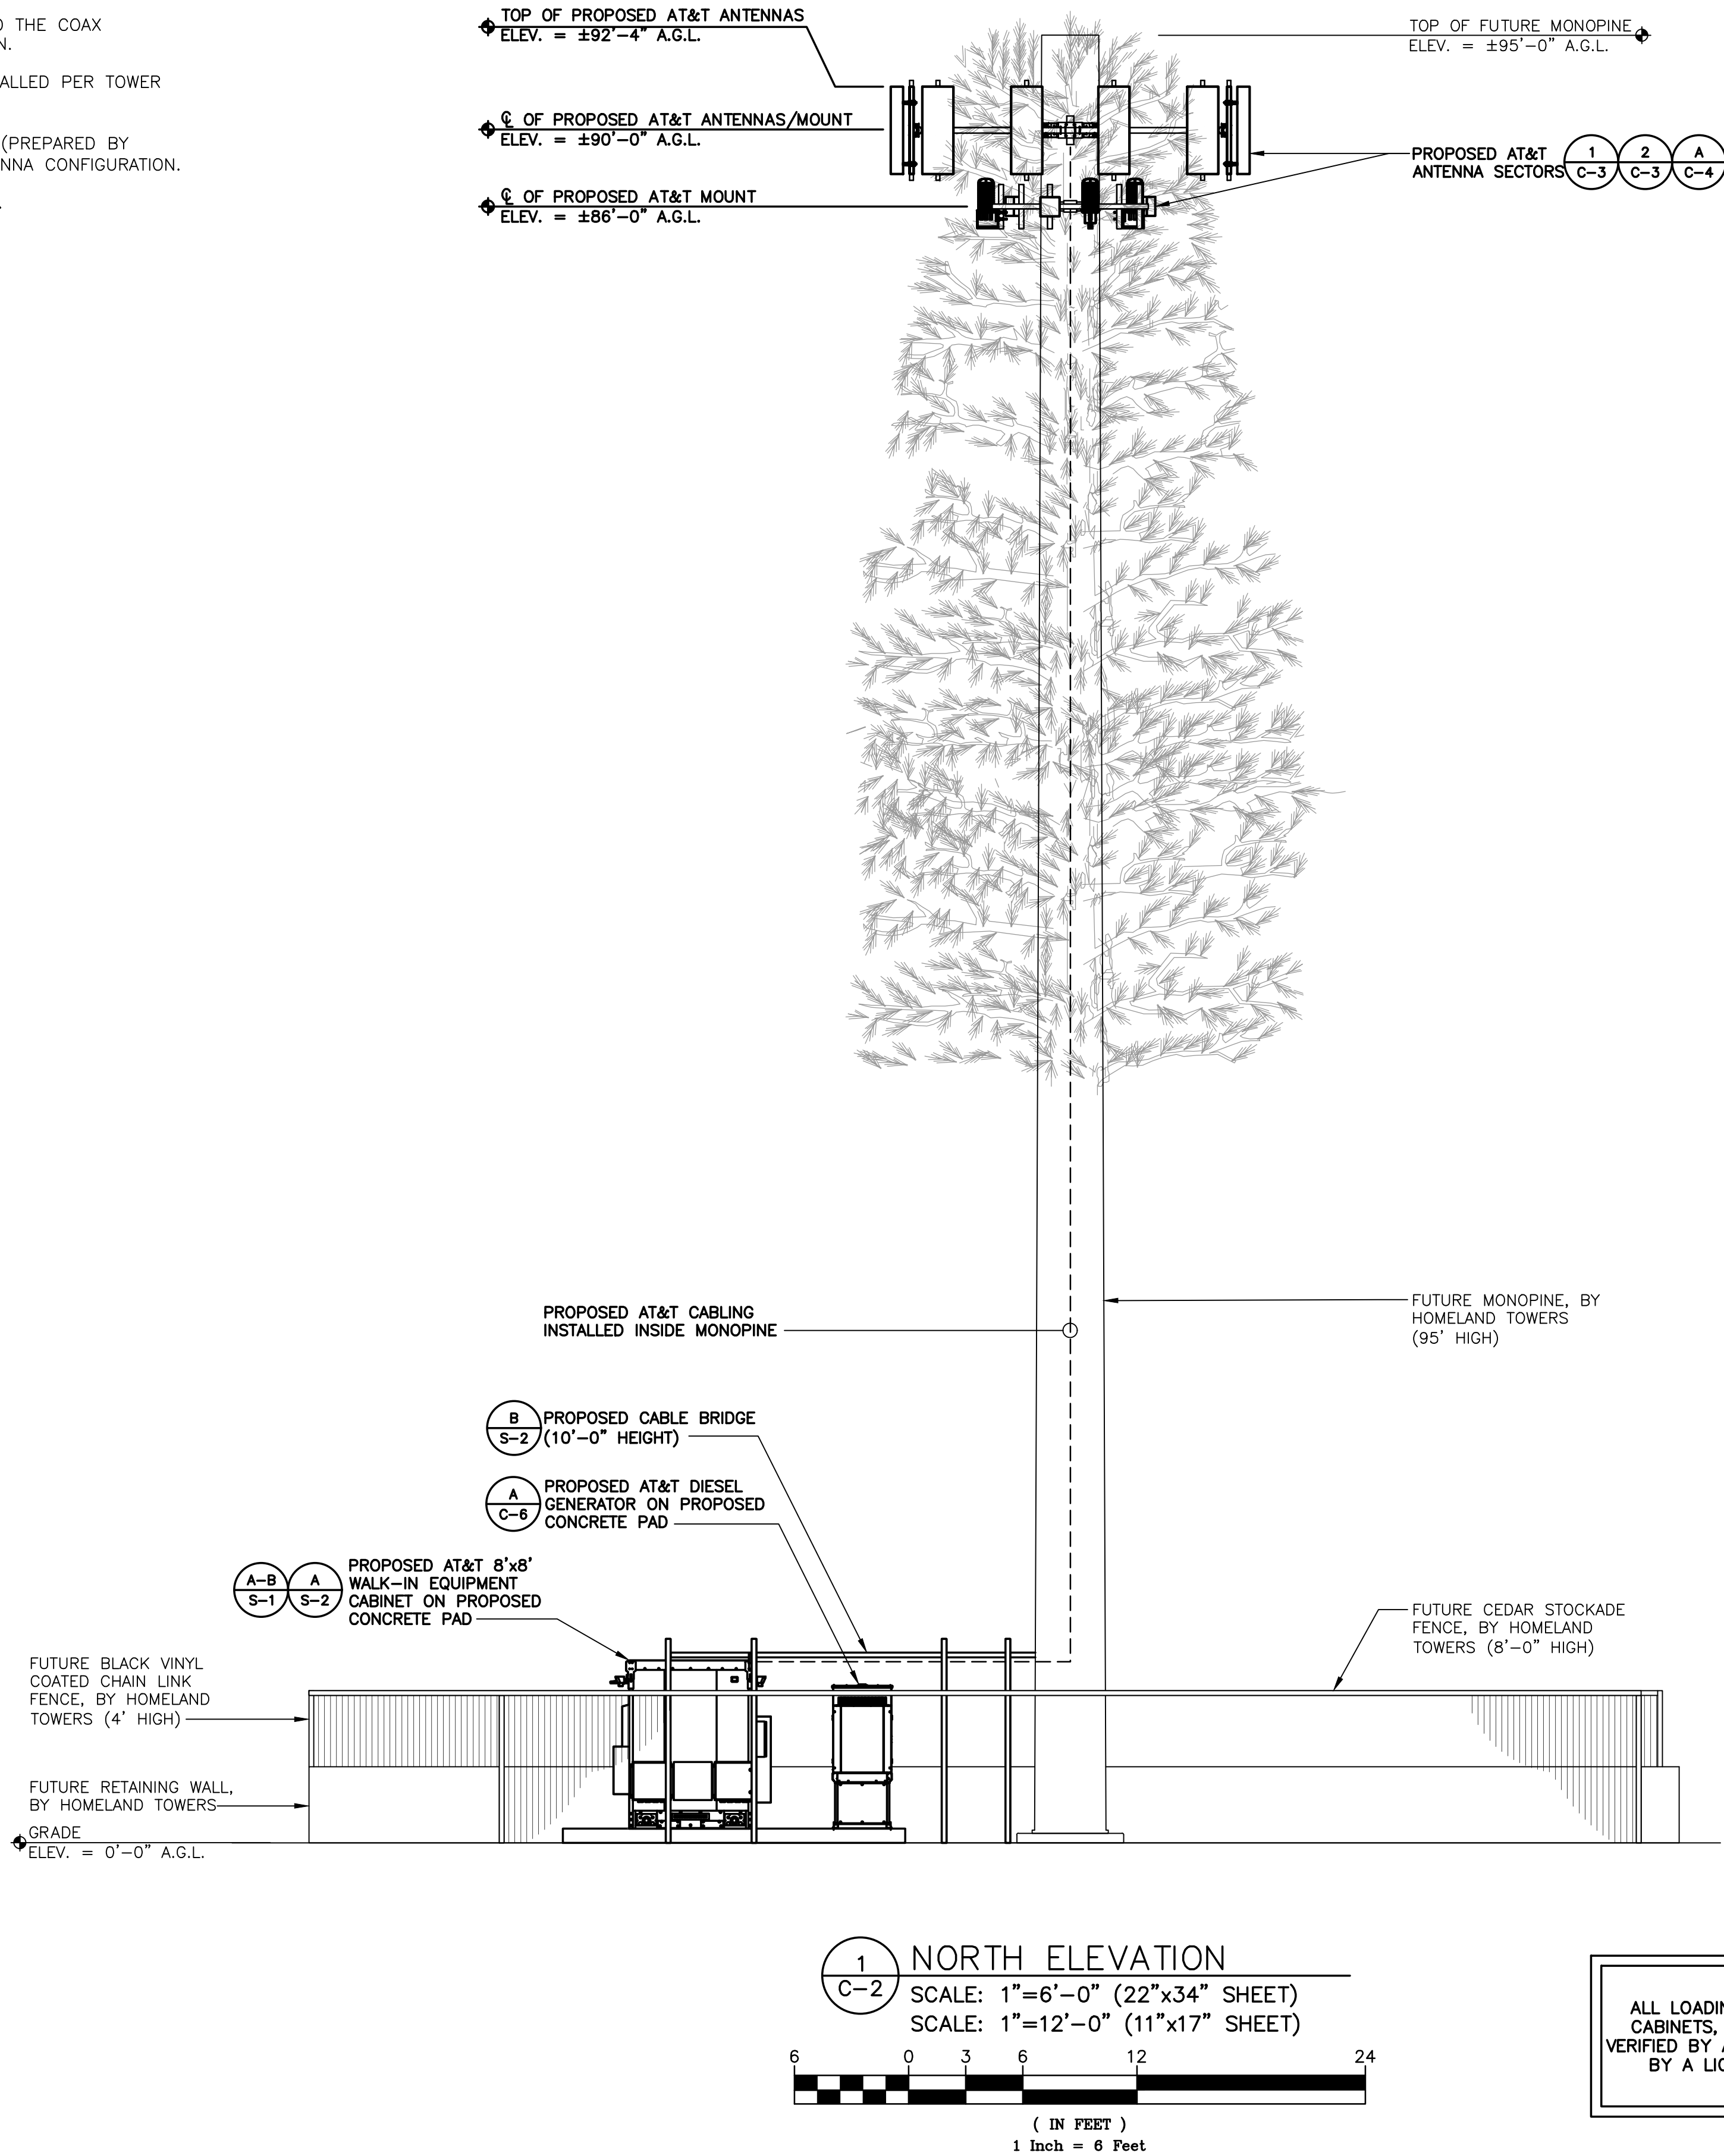 O THE COAX
N.
ALLED PER TOWER
(PREPARED BY
NNA CONFIGURATION.
TOP OF PROPOSED AT&T ANTENNAS
ELEV. = ±92'-4" A.G.L.
℄ OF PROPOSED AT&T ANTENNAS/MOUNT
ELEV. = ±90'-0" A.G.L.
℄ OF PROPOSED AT&T MOUNT
ELEV. = ±86'-0" A.G.L.
TOP OF FUTURE MONOPINE
ELEV. = ±95'-0" A.G.L.
PROPOSED AT&T
ANTENNA SECTORS
1
C-3
2
C-3
A
C-4
PROPOSED AT&T CABLING
INSTALLED INSIDE MONOPINE
FUTURE MONOPINE, BY
HOMELAND TOWERS
(95' HIGH)
B
S-2
PROPOSED CABLE BRIDGE
(10'-0" HEIGHT)
A
C-6
PROPOSED AT&T DIESEL
GENERATOR ON PROPOSED
CONCRETE PAD
A-B
S-1
A
S-2
PROPOSED AT&T 8'x8'
WALK-IN EQUIPMENT
CABINET ON PROPOSED
CONCRETE PAD
FUTURE CEDAR STOCKADE
FENCE, BY HOMELAND
TOWERS (8'-0" HIGH)
FUTURE BLACK VINYL
COATED CHAIN LINK
FENCE, BY HOMELAND
TOWERS (4' HIGH)
FUTURE RETAINING WALL,
BY HOMELAND TOWERS
GRADE
ELEV. = 0'-0" A.G.L.
1
C-2
NORTH ELEVATION
SCALE: 1"=6'-0" (22"x34" SHEET)
SCALE: 1"=12'-0" (11"x17" SHEET)
6 0 3 6 12 24
( IN FEET )
1 Inch = 6 Feet
ALL LOADIN
CABINETS,
VERIFIED BY
BY A LIC